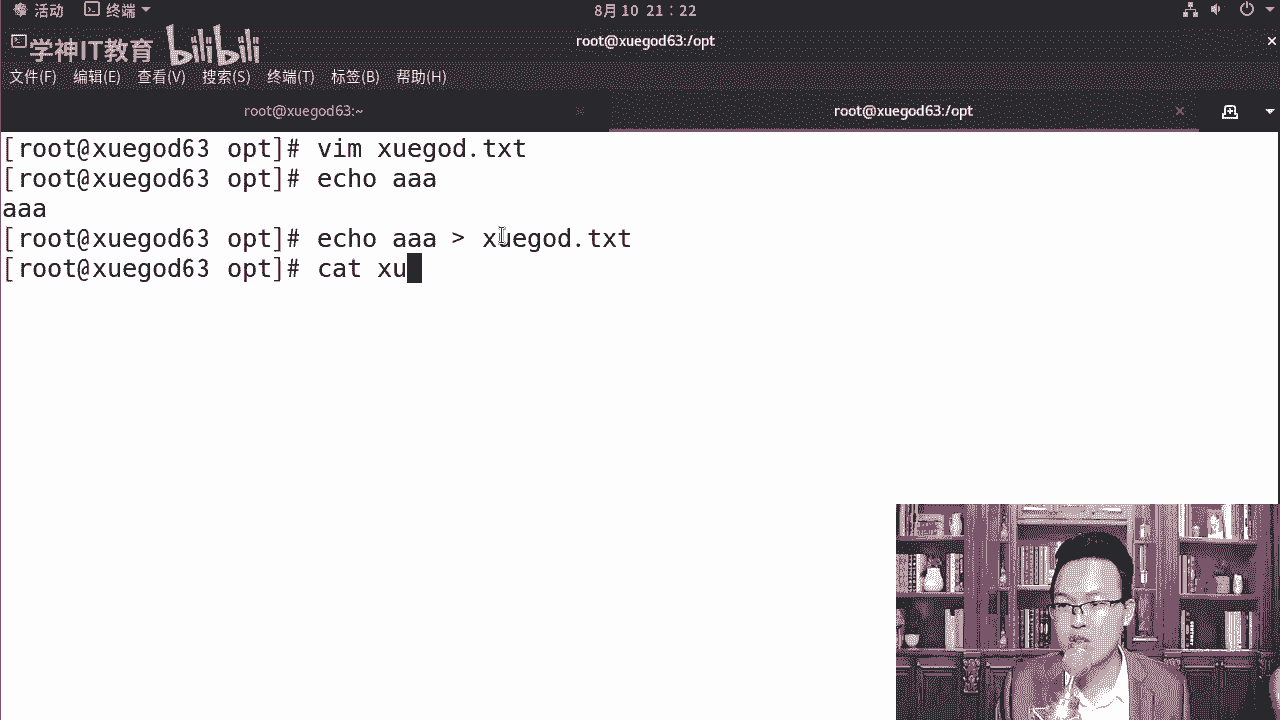 活动 终端 8月 10 21：22
学神IT教育 bilibili
root@xuegod63:/opt
文件(F) 编辑(E) 查看(V) 搜索(S) 终端(T) 标签(B) 帮助(H)
root@xuegod63:~ root@xuegod63:/opt
[root@xuegod63 opt]# vim xuegod.txt
[root@xuegod63 opt]# echo aaa
aaa
[root@xuegod63 opt]# echo aaa > xuegod.txt
[root@xuegod63 opt]# cat xu